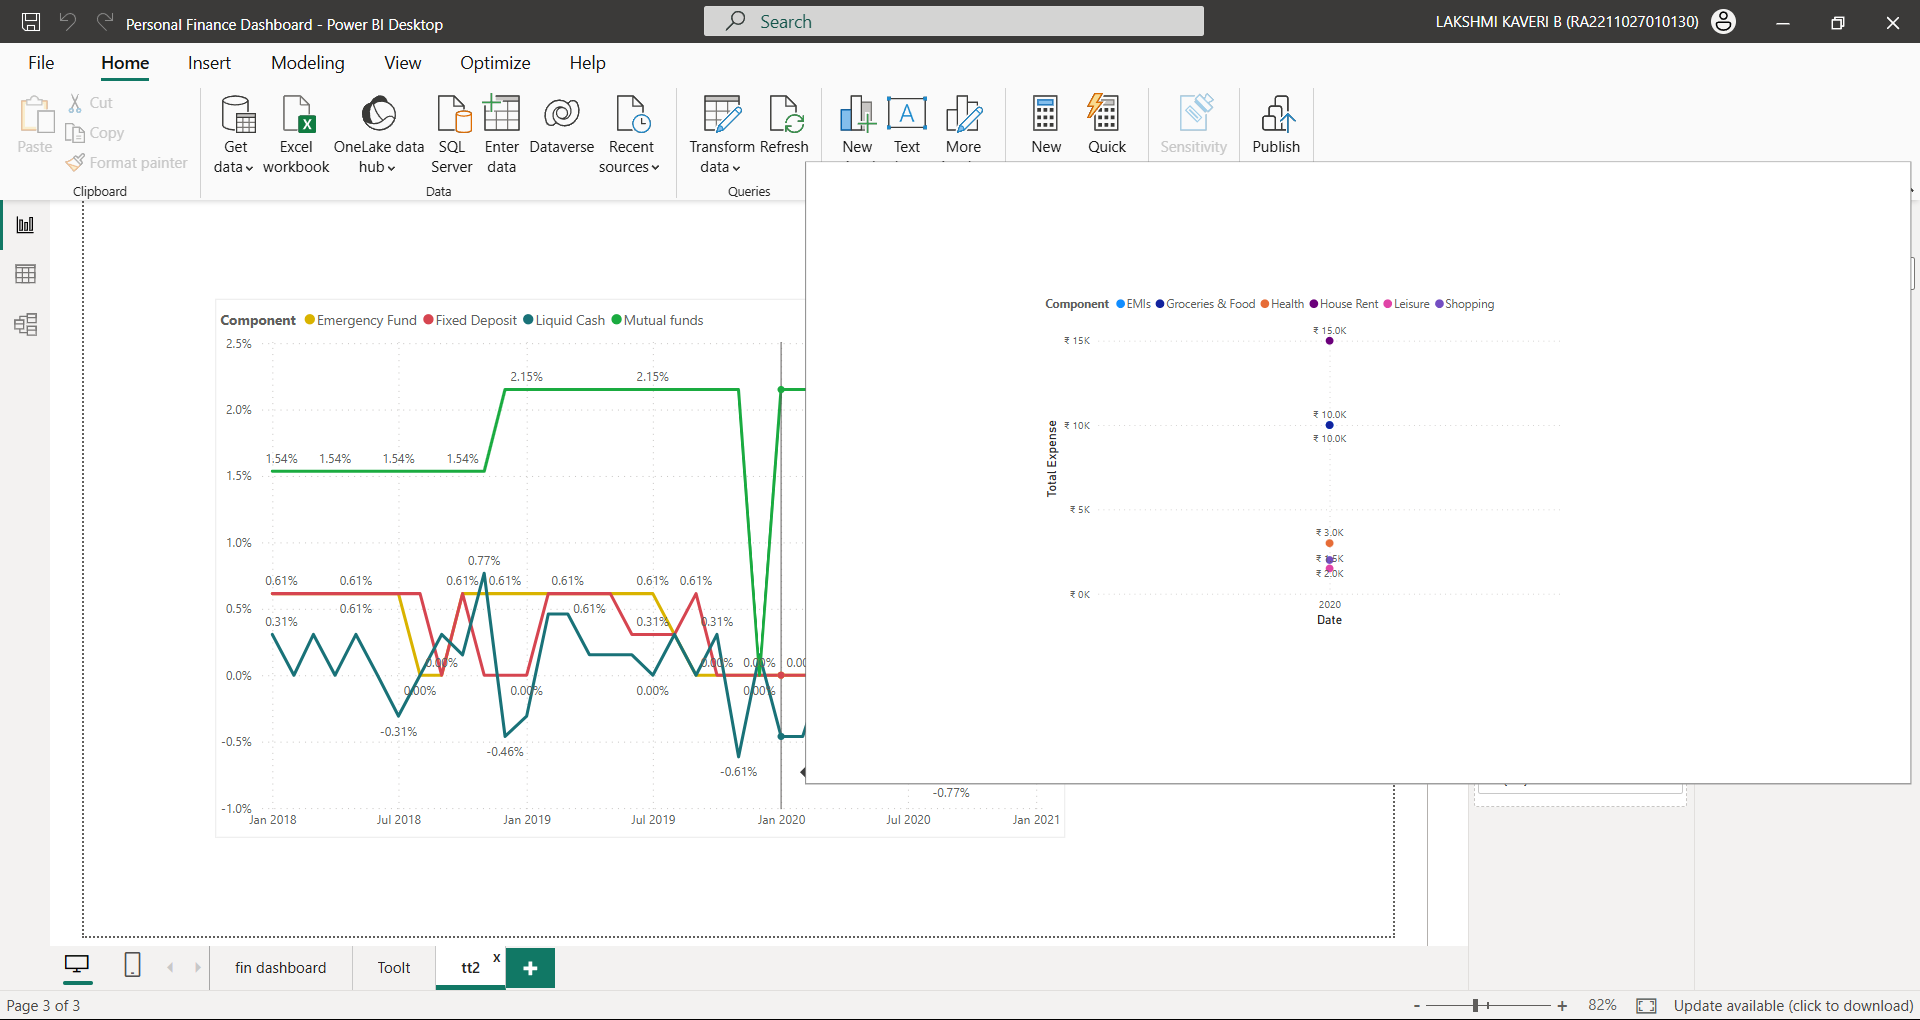 Personal Finance Dashboard - Power BI Desktop
Search
LAKSHMI KAVERI B (RA2211027010130)
File Home Insert Modeling View Optimize Help
Paste
Cut
Copy
Format painter
Clipboard
Get data
Excel workbook
OneLake data hub
SQL Server
Enter data
Dataverse
Recent sources
Data
Transform data
Refresh
Queries
New
Text
More
New
Quick
Sensitivity
Publish
Component Emergency Fund Fixed Deposit Liquid Cash Mutual funds
2.5%
2.15% 2.15%
2.0%
1.54% 1.54% 1.54% 1.54%
1.5%
1.0%
0.77%
0.61% 0.61% 0.61% 0.61% 0.61% 0.61% 0.61%
0.5% 0.61% 0.61%
0.31% 0.31% 0.31%
0.00% 0.00% 0.00% 0.00
0.0%
0.00% 0.00% 0.00% 0.00%
-0.31%
-0.5%
-0.46%
-0.61%
-0.77%
-1.0%
Jan 2018 Jul 2018 Jan 2019 Jul 2019 Jan 2020 Jul 2020 Jan 2021
Component EMIs Groceries & Food Health House Rent Leisure Shopping
₹ 15.0K
₹ 15K
₹ 10.0K
₹ 10K
₹ 10.0K
Total Expense
₹ 5K
₹ 3.0K
₹ 1.5K
₹ 2.0K
₹ 0K
2020
Date
fin dashboard
Toolt
tt2 x
+
Page 3 of 3
- + 82%
Update available (click to download)